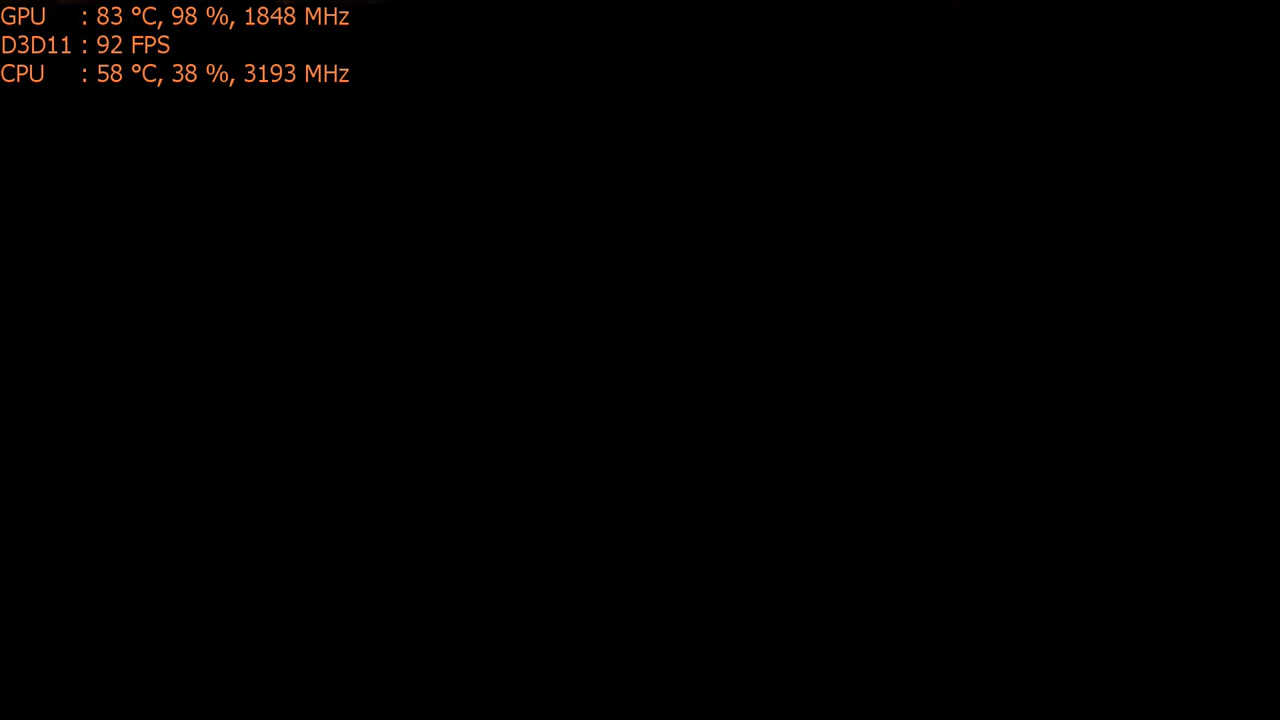 GPU : 83 °C, 98 %, 1848 MHz
D3D11 : 92 FPS
CPU : 58 °C, 38 %, 3193 MHz